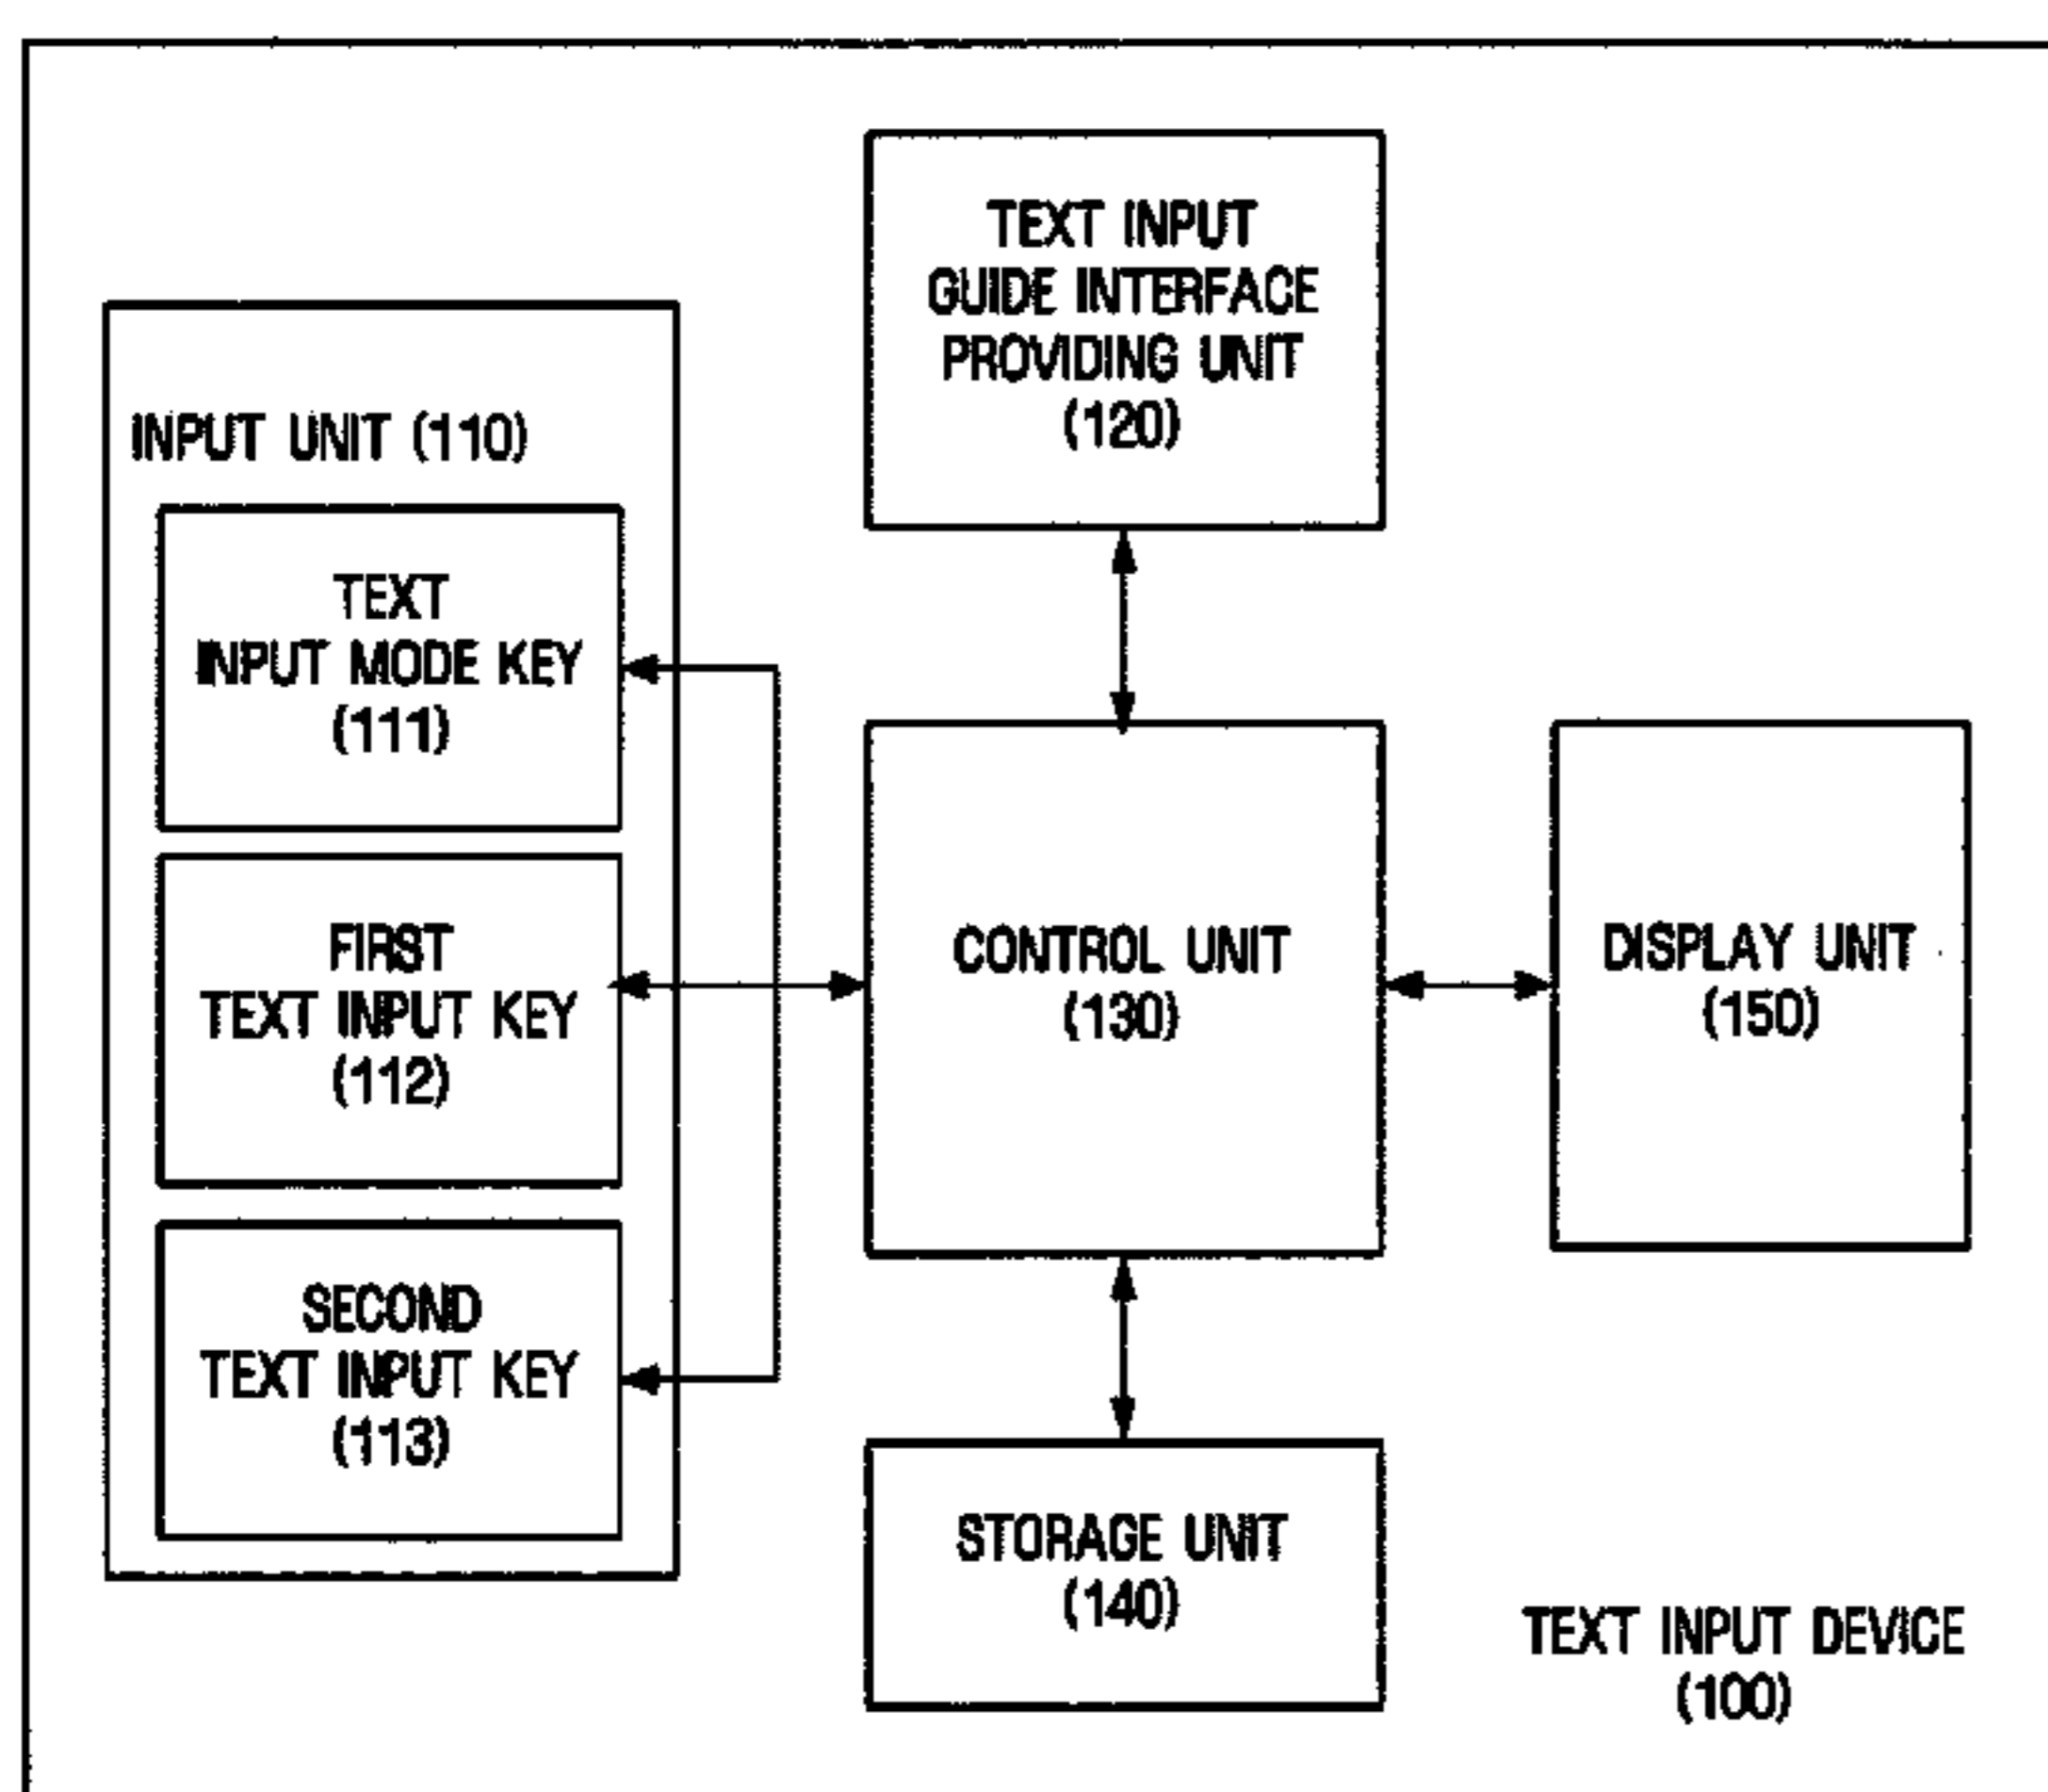 TEXT INPUT
GUIDE INTERFACE
PROVIDING UNIT
(120)
INPUT UNIT (110)
TEXT
INPUT MODE KEY
(111)
FIRST
TEXT INPUT KEY
(112)
SECOND
TEXT INPUT KEY
(113)
CONTROL UNIT
(130)
DISPLAY UNIT
(150)
STORAGE UNIT
(140)
TEXT INPUT DEVICE
(100)